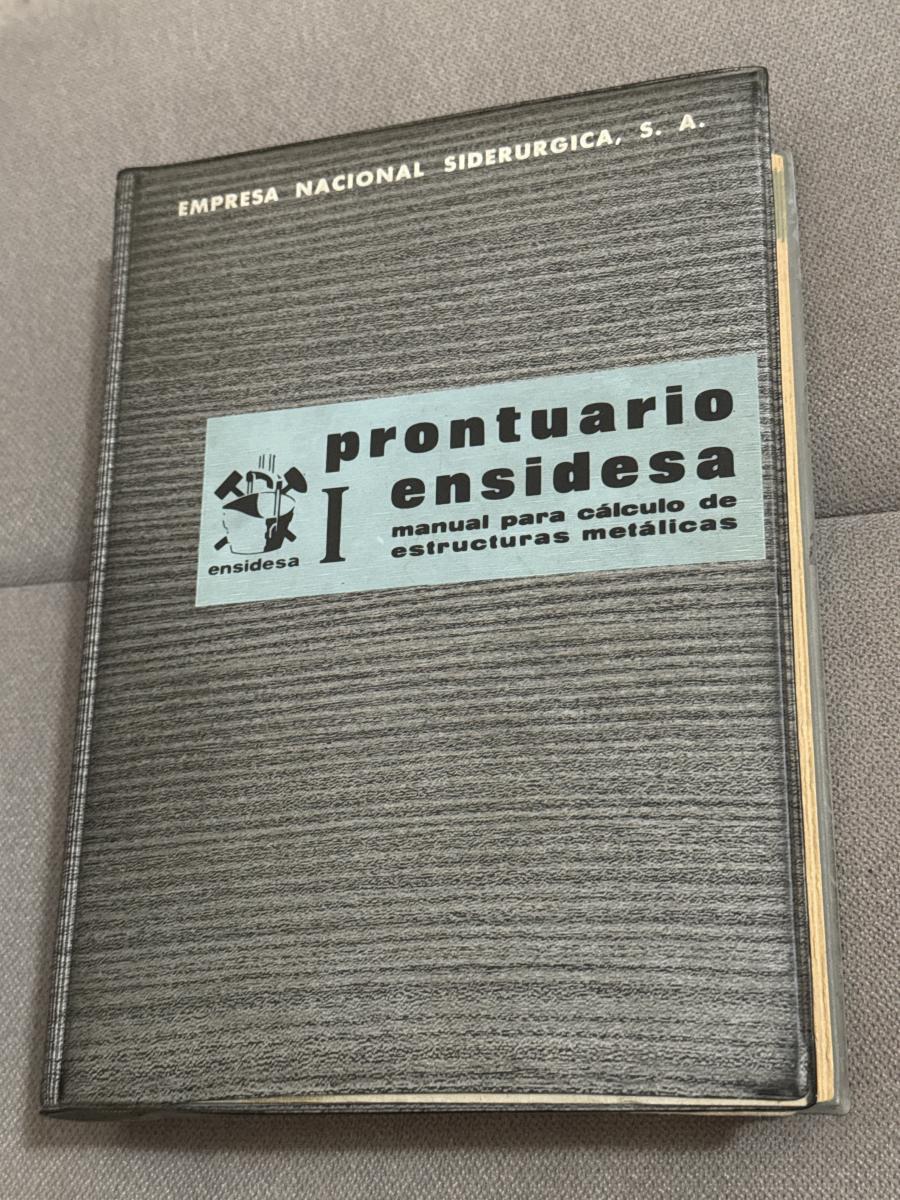 EMPRESA NACIONAL SIDERURGICA, S. A.
prontuario
ensidesa
I
manual para cálculo de
estructuras metálicas
ensidesa